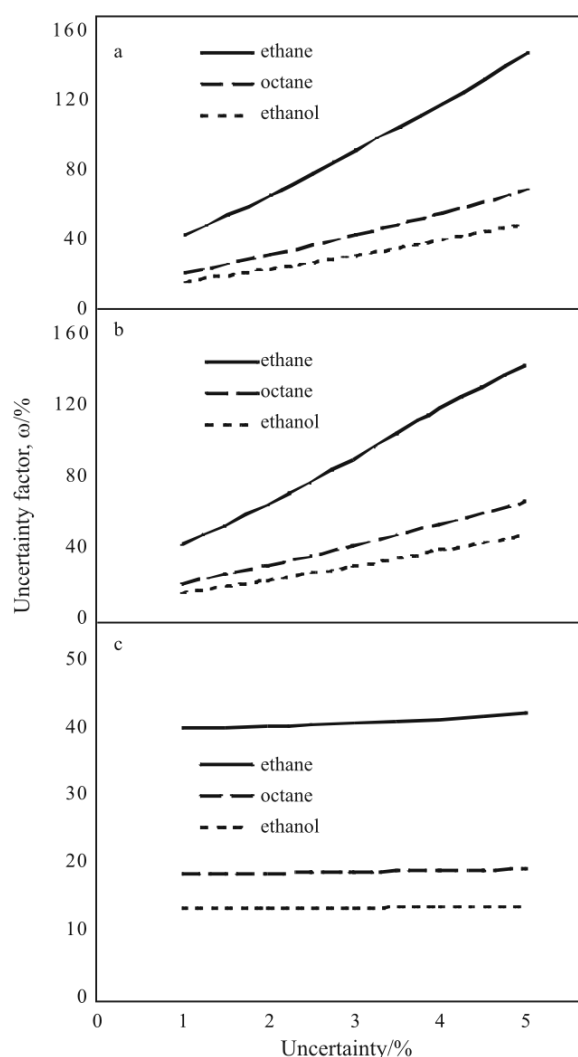 160
a
ethane
octane
120
ethanol
80
40
0
160
b
ethane
octane
120
ethanol
80
40
0
Uncertainty factor, ω/%
50
c
40
ethane
octane
30
ethanol
20
10
0
0 1 2 3 4 5
Uncertainty/%